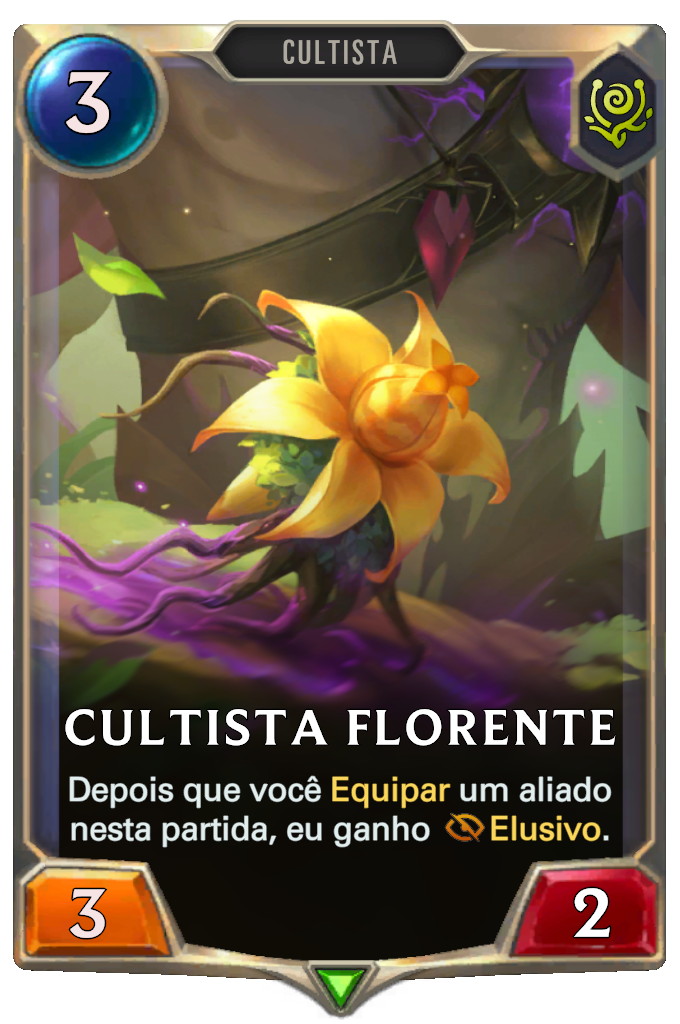 CULTISTA
3
CULTISTA FLORENTE
Depois que você Equipar um aliado
nesta partida, eu ganho Elusivo.
3
2